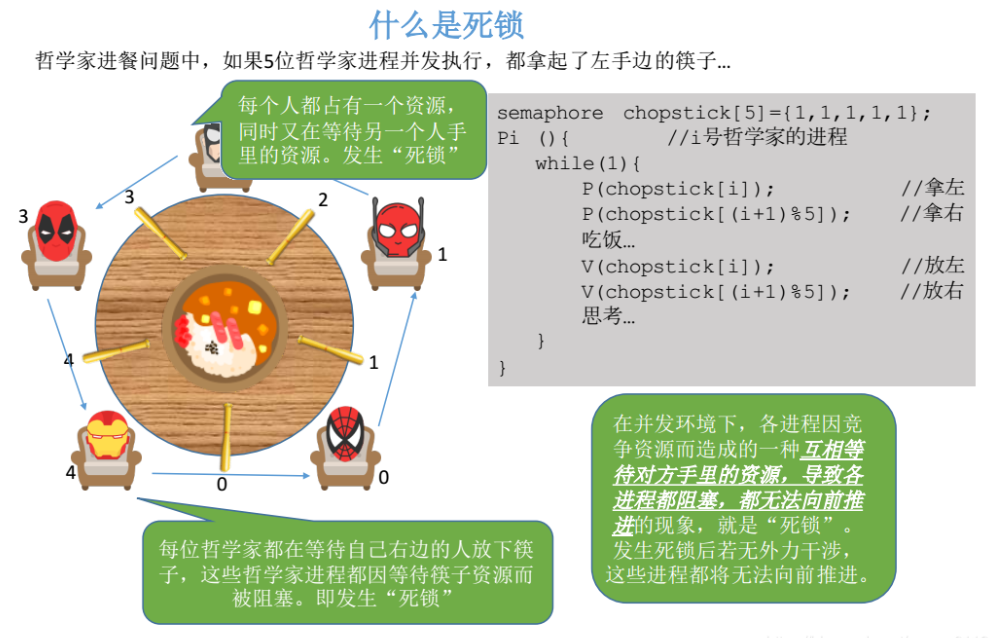 什么是死锁
哲学家进餐问题中，如果5位哲学家进程并发执行，都拿起了左手边的筷子…
每个人都占有一个资源，
同时又在等待另一个人手
里的资源。发生“死锁”
semaphore chopstick[5]={1,1,1,1,1};
Pi (){ //i号哲学家的进程
while(1){
P(chopstick[i]); //拿左
P(chopstick[(i+1)%5]); //拿右
吃饭…
V(chopstick[i]); //放左
V(chopstick[(i+1)%5]); //放右
思考…
}
}
3
3
2
1
4
1
4
0
0
在并发环境下，各进程因竞
争资源而造成的一种互相等
待对方手里的资源，导致各
进程都阻塞，都无法向前推
进的现象，就是“死锁”。
发生死锁后若无外力干涉，
这些进程都将无法向前推进。
每位哲学家都在等待自己右边的人放下筷
子，这些哲学家进程都因等待筷子资源而
被阻塞。即发生“死锁”